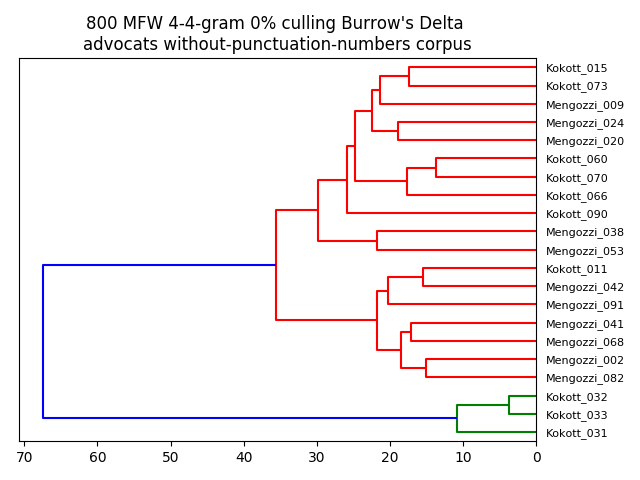 800 MFW 4-4-gram 0% culling Burrow's Delta
advocats without-punctuation-numbers corpus
Kokott_015
Kokott_073
Mengozzi_009
Mengozzi_024
Mengozzi_020
Kokott_060
Kokott_070
Kokott_066
Kokott_090
Mengozzi_038
Mengozzi_053
Kokott_011
Mengozzi_042
Mengozzi_091
Mengozzi_041
Mengozzi_068
Mengozzi_002
Mengozzi_082
Kokott_032
Kokott_033
Kokott_031
70 60 50 40 30 20 10 0